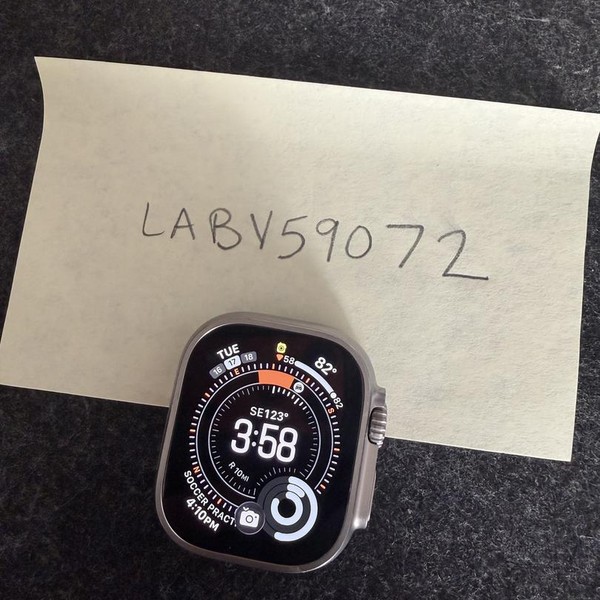 LABV59072
TUE
16 17 18
58
82°
82
E
S
N
SE123°
3:58
R 10MI
SOCCER PRACT..
4:10PM